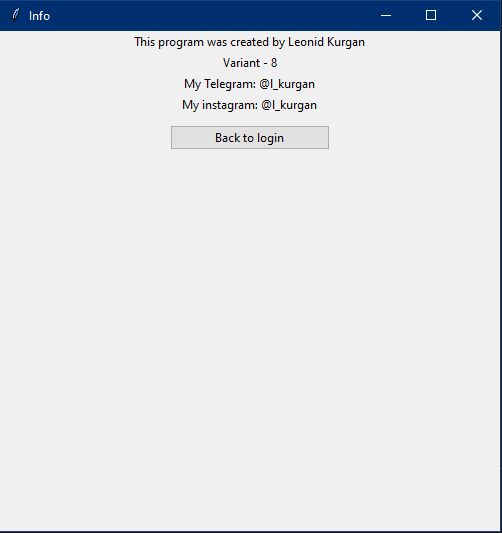 Info
This program was created by Leonid Kurgan
Variant - 8
My Telegram: @l_kurgan
My instagram: @l_kurgan
Back to login